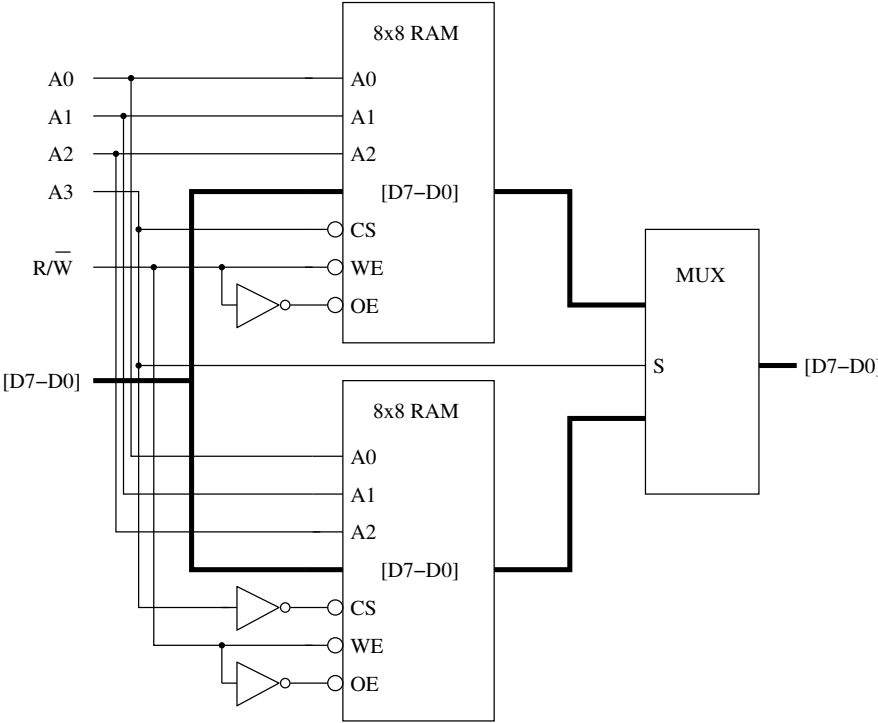 8x8 RAM
A0 A0
A1 A1
A2 A2
A3 [D7−D0]
CS
R/W̅ WE
OE
MUX
S [D7−D0]
[D7−D0]
8x8 RAM
A0
A1
A2
[D7−D0]
CS
WE
OE